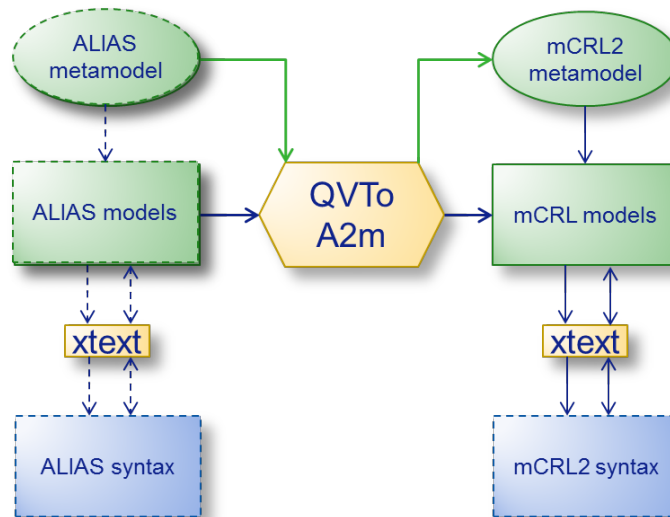 ALIAS
metamodel
mCRL2
metamodel
ALIAS models
QVTo
A2m
mCRL models
xtext
xtext
ALIAS syntax
mCRL2 syntax